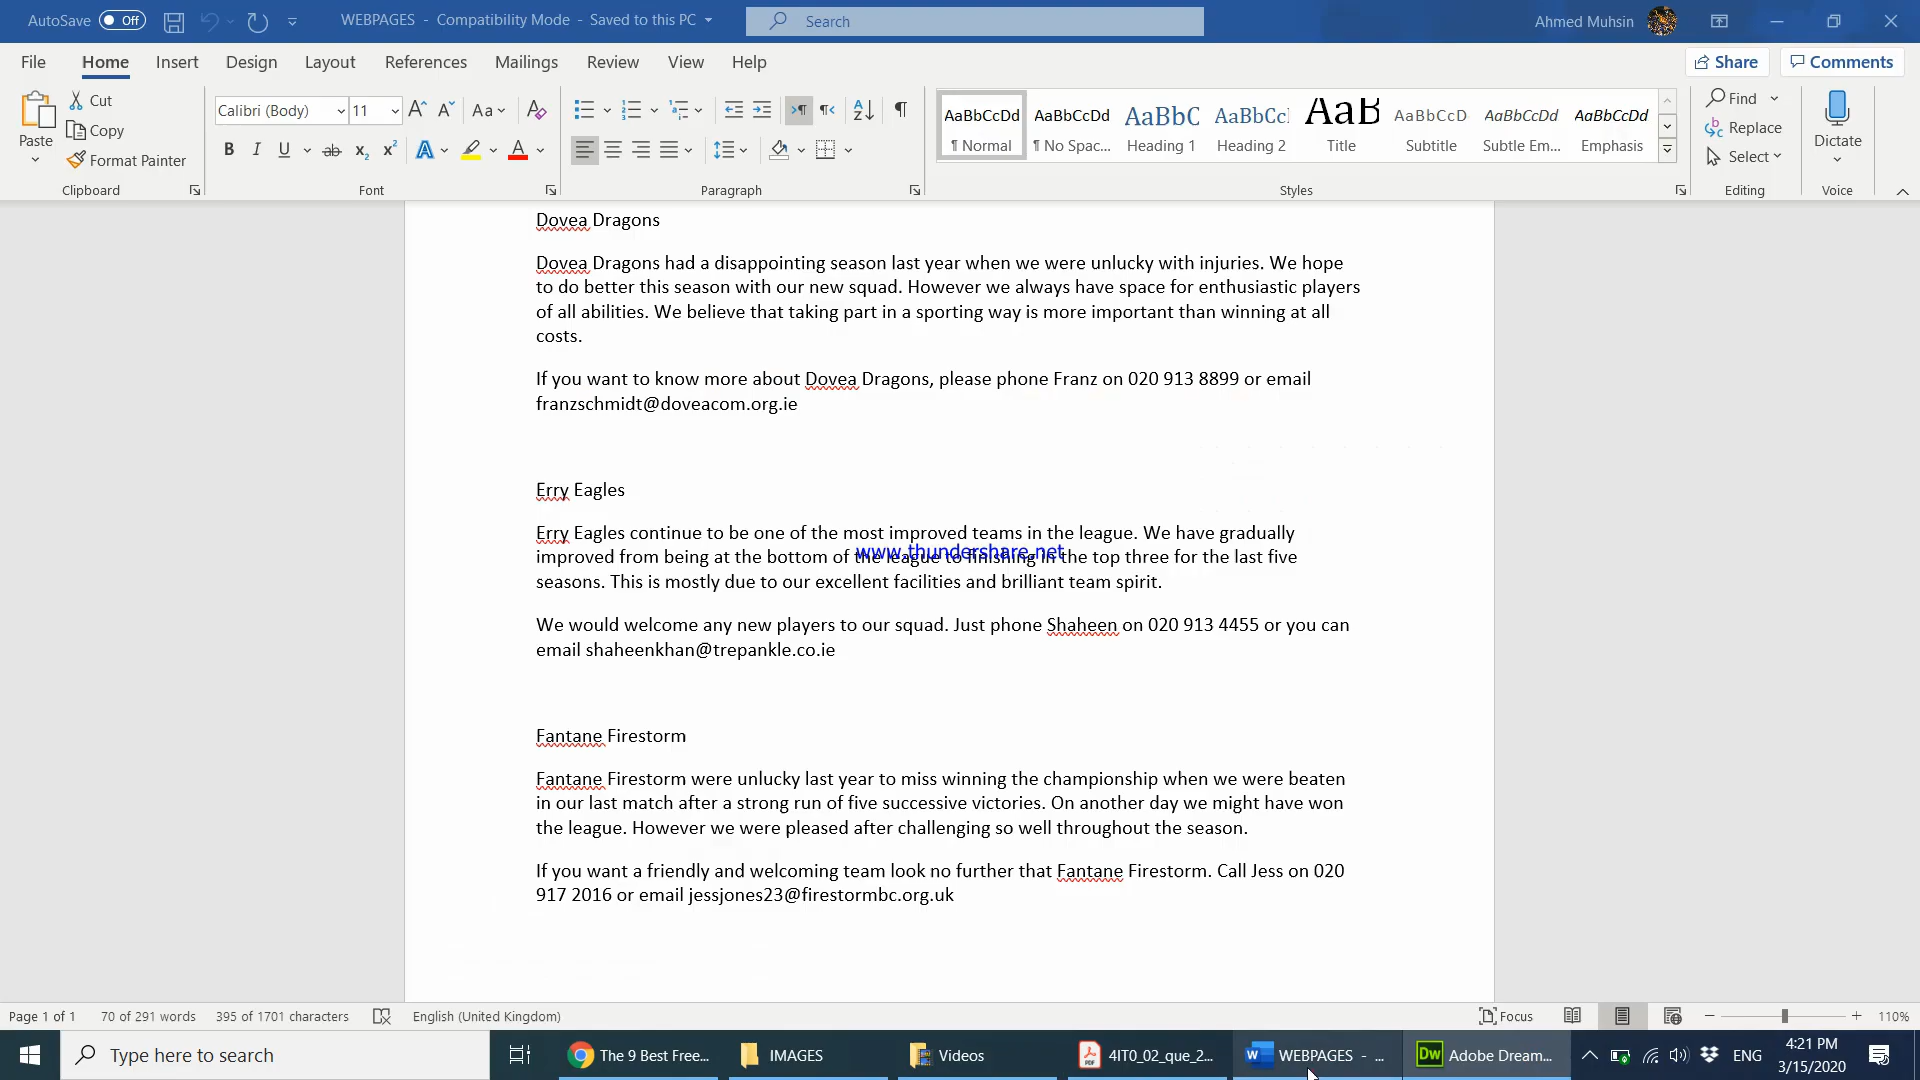 AutoSave Off WEBPAGES - Compatibility Mode - Saved to this PC Search Ahmed Muhsin
File Home Insert Design Layout References Mailings Review View Help Share Comments
Paste Cut Copy Format Painter Clipboard
Calibri (Body) 11 Aa B I U ab x₂ x² A A Font
Paragraph
AaBbCcDd ¶ Normal
AaBbCcDd ¶ No Spac...
AaBbC Heading 1
AaBbCcl Heading 2
AaB Title
AaBbCcD Subtitle
AaBbCcDd Subtle Em...
AaBbCcDd Emphasis
Styles
Find Replace Select Editing
Dictate Voice
Dovea Dragons
Dovea Dragons had a disappointing season last year when we were unlucky with injuries. We hope
to do better this season with our new squad. However we always have space for enthusiastic players
of all abilities. We believe that taking part in a sporting way is more important than winning at all
costs.
If you want to know more about Dovea Dragons, please phone Franz on 020 913 8899 or email
franzschmidt@doveacom.org.ie
Erry Eagles
Erry Eagles continue to be one of the most improved teams in the league. We have gradually
www.thundershare.net
improved from being at the bottom of the league to finishing in the top three for the last five
seasons. This is mostly due to our excellent facilities and brilliant team spirit.
We would welcome any new players to our squad. Just phone Shaheen on 020 913 4455 or you can
email shaheenkhan@trepankle.co.ie
Fantane Firestorm
Fantane Firestorm were unlucky last year to miss winning the championship when we were beaten
in our last match after a strong run of five successive victories. On another day we might have won
the league. However we were pleased after challenging so well throughout the season.
If you want a friendly and welcoming team look no further that Fantane Firestorm. Call Jess on 020
917 2016 or email jessjones23@firestormbc.org.uk
Page 1 of 1 70 of 291 words 395 of 1701 characters English (United Kingdom) Focus 110%
Type here to search The 9 Best Free... IMAGES Videos 4IT0_02_que_2... WEBPAGES - ... Dw Adobe Dream... ENG 4:21 PM
3/15/2020